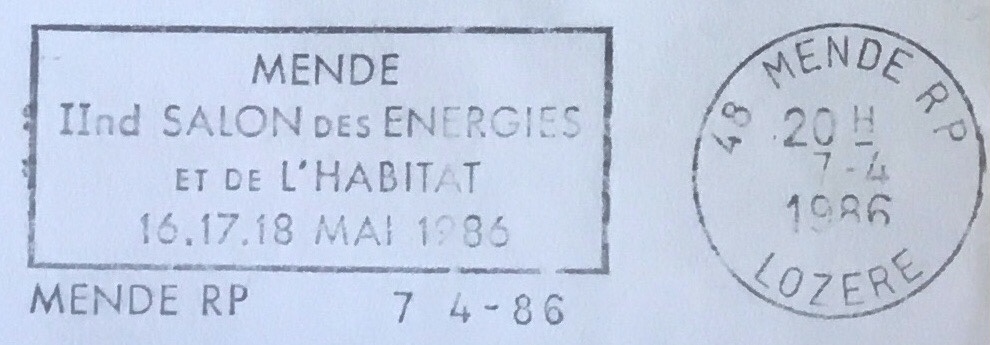 MENDE
IInd SALON DES ENERGIES
ET DE L'HABITAT
16.17.18 MAI 1986
MENDE RP 7 4-86
48 MENDE RP
20 H
7-4
1986
LOZERE